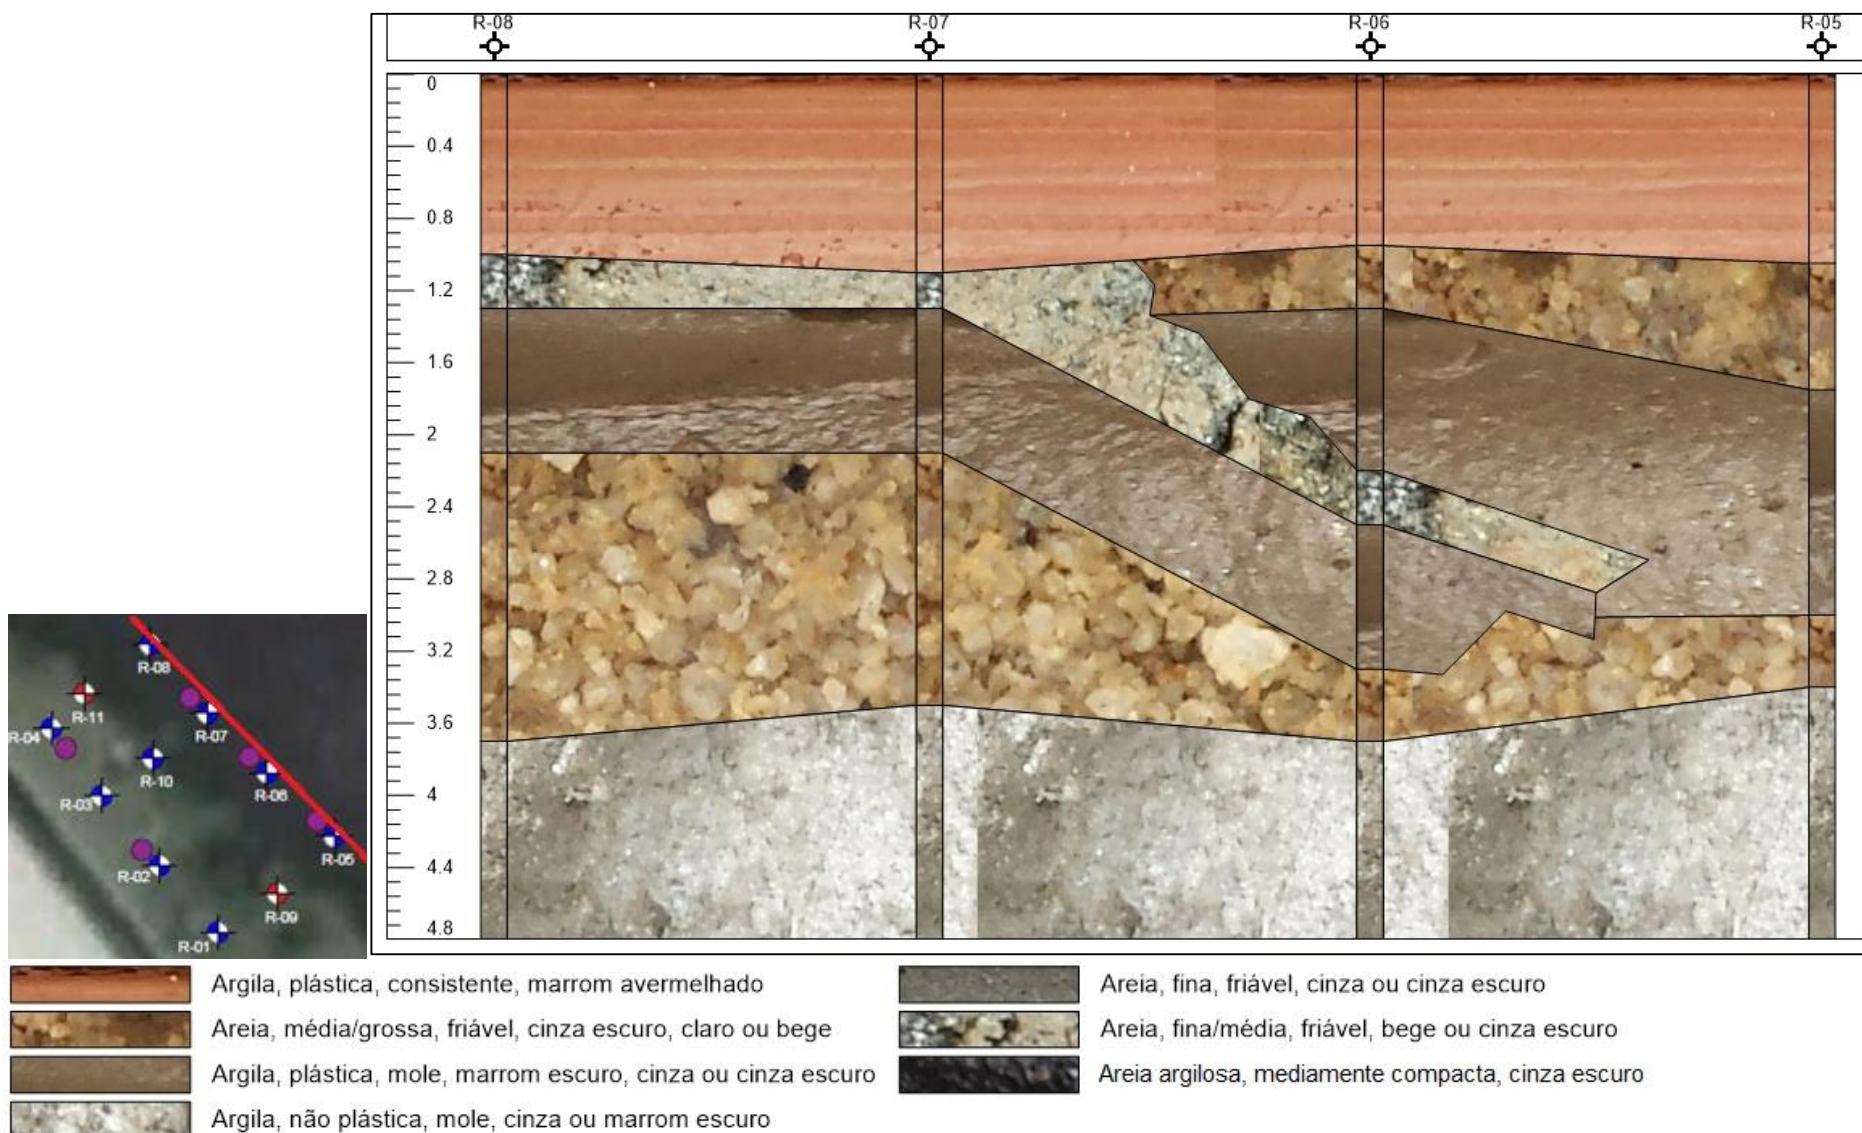 R-08
R-07
R-06
R-05
0
0.4
0.8
1.2
1.6
2
2.4
2.8
3.2
3.6
4
4.4
4.8
R-08
R-11
R-04
R-07
R-10
R-06
R-03
R-05
R-02
R-09
R-01
Argila, plástica, consistente, marrom avermelhado
Areia, média/grossa, friável, cinza escuro, claro ou bege
Argila, plástica, mole, marrom escuro, cinza ou cinza escuro
Argila, não plástica, mole, cinza ou marrom escuro
Areia, fina, friável, cinza ou cinza escuro
Areia, fina/média, friável, bege ou cinza escuro
Areia argilosa, mediamente compacta, cinza escuro